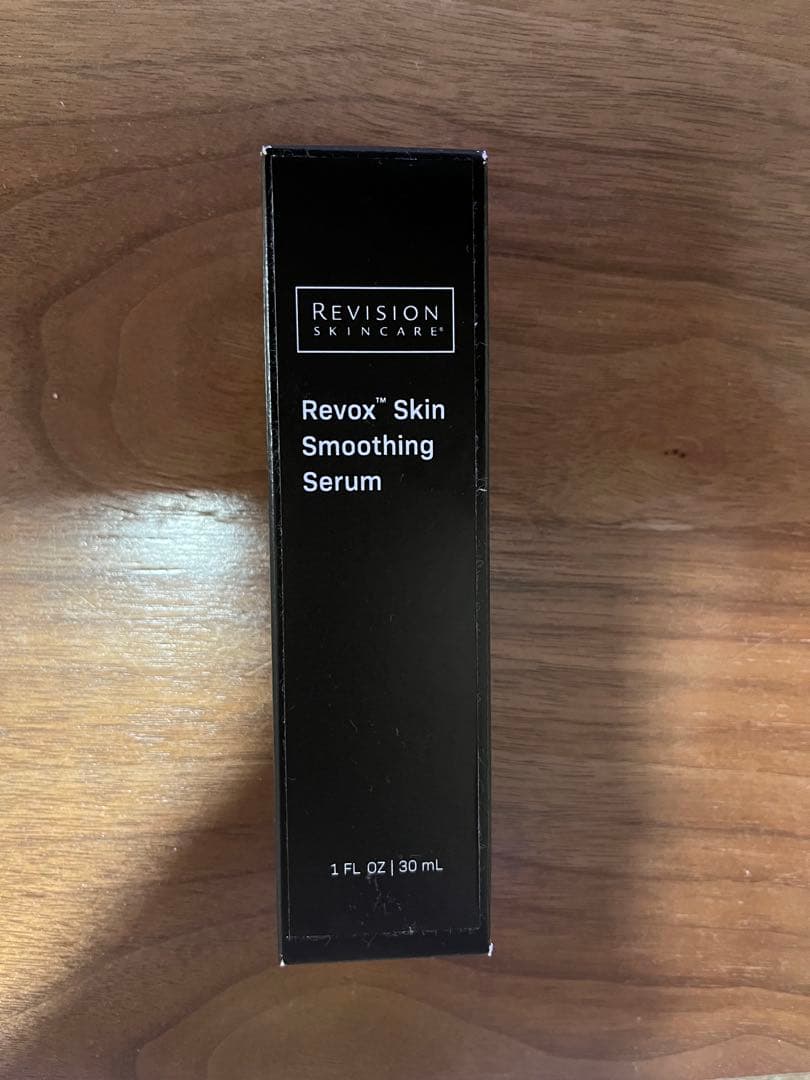 REVISION
SKINCARE®
Revox™ Skin
Smoothing
Serum
1 FL OZ | 30 mL